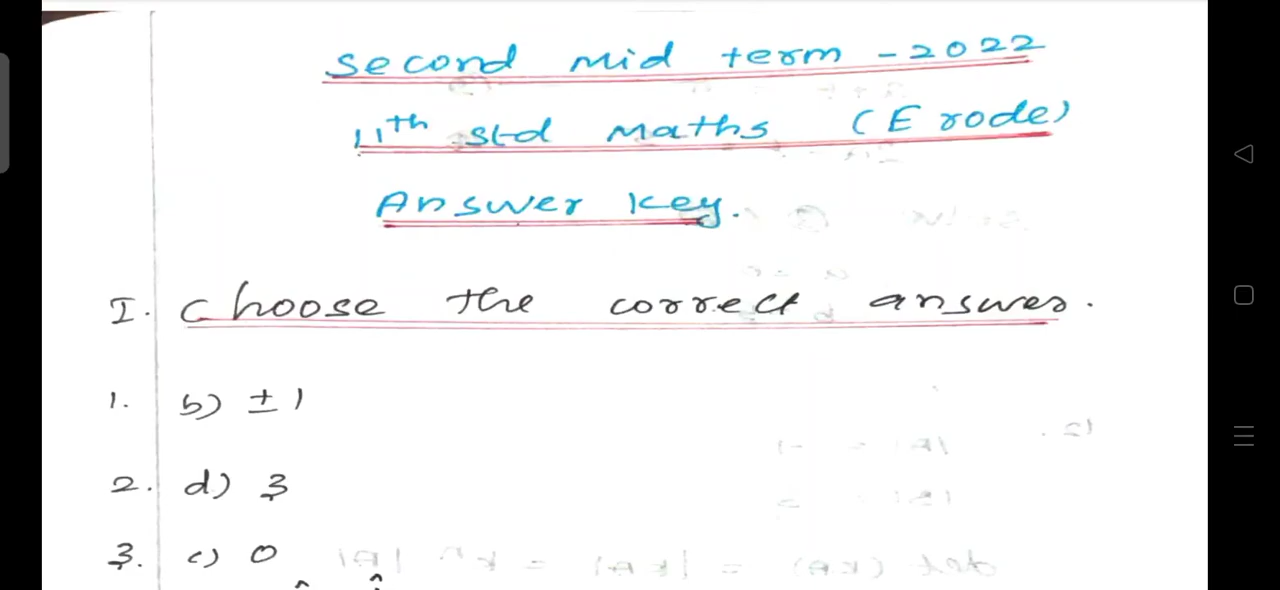 Second Mid term - 2022
11th std Maths (Erode)
Answer key.
I. Choose the correct answer.
1. b) ± 1
2. d) 3
3. c) 0